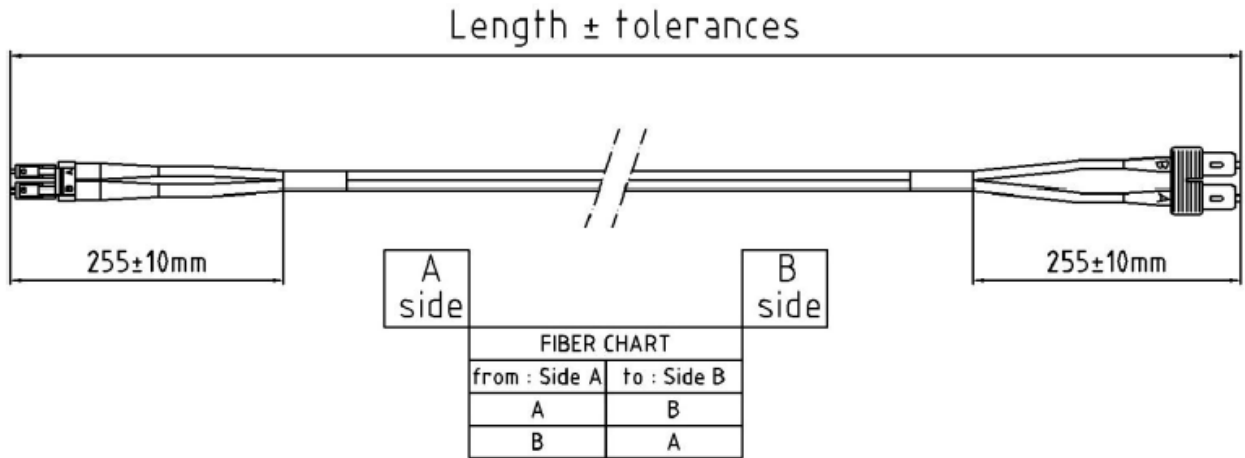 Length ± tolerances
A
B
B
A
255±10mm
255±10mm
A
side
B
side
FIBER CHART
from : Side A
to : Side B
A
B
B
A